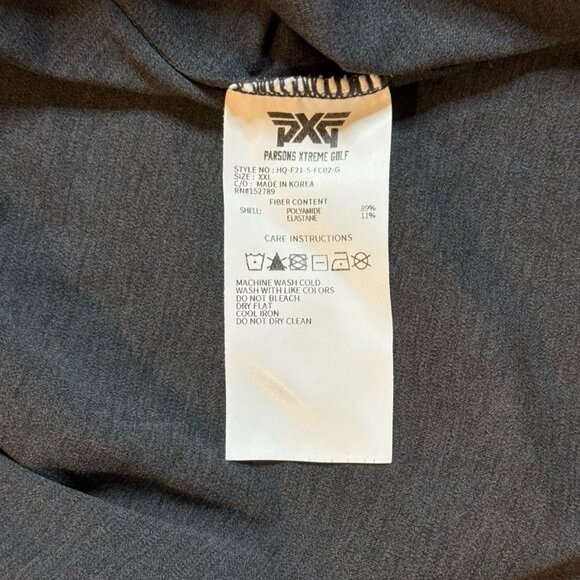 PXG
PARSONS XTREME GOLF
STYLE NO : HQ-F21-5-FC02-G
SIZE : XXL
C/O : MADE IN KOREA
RN#152789
FIBER CONTENT
SHELL: POLYAMIDE 89%
ELASTANE 11%
CARE INSTRUCTIONS
MACHINE WASH COLD
WASH WITH LIKE COLORS
DO NOT BLEACH
DRY FLAT
COOL IRON
DO NOT DRY CLEAN